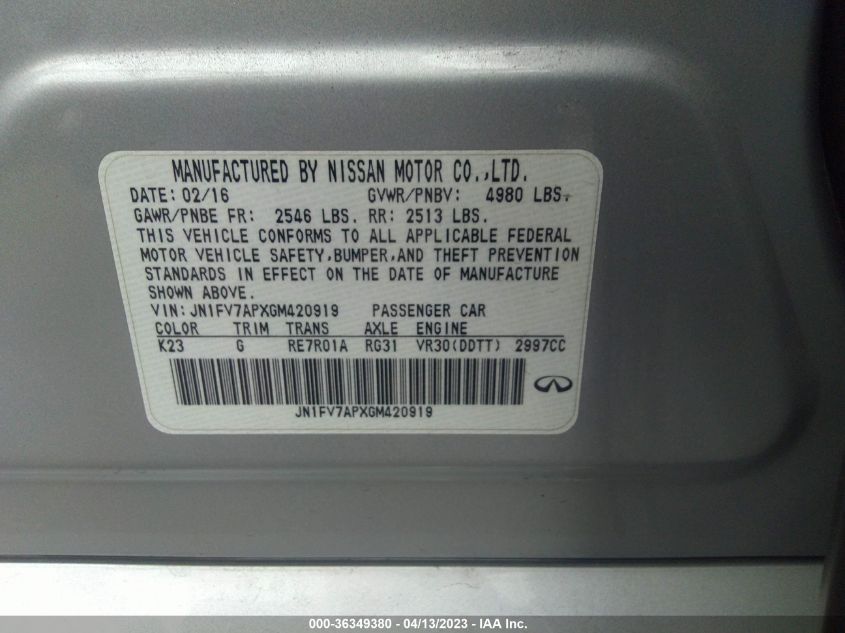 MANUFACTURED BY NISSAN MOTOR CO.,LTD.
DATE: 02/16 GVWR/PNBV: 4980 LBS.
GAWR/PNBE FR: 2546 LBS. RR: 2513 LBS.
THIS VEHICLE CONFORMS TO ALL APPLICABLE FEDERAL
MOTOR VEHICLE SAFETY,BUMPER,AND THEFT PREVENTION
STANDARDS IN EFFECT ON THE DATE OF MANUFACTURE
SHOWN ABOVE.
VIN: JN1FV7APXGM420919 PASSENGER CAR
COLOR TRIM TRANS AXLE ENGINE
K23 G RE7R01A RG31 VR30(DDTT) 2997CC
JN1FV7APXGM420919
000-36349380 - 04/13/2023 - IAA Inc.